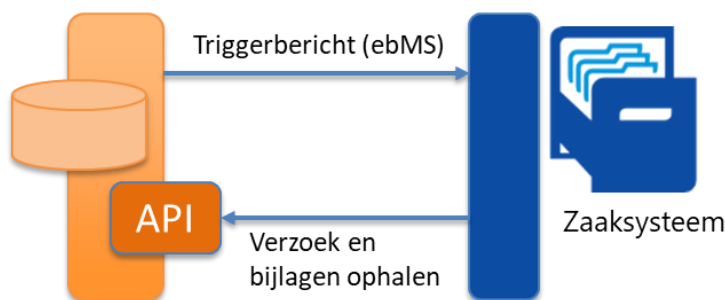 Triggerbericht (ebMS)
API
Zaaksysteem
Verzoek en
bijlagen ophalen